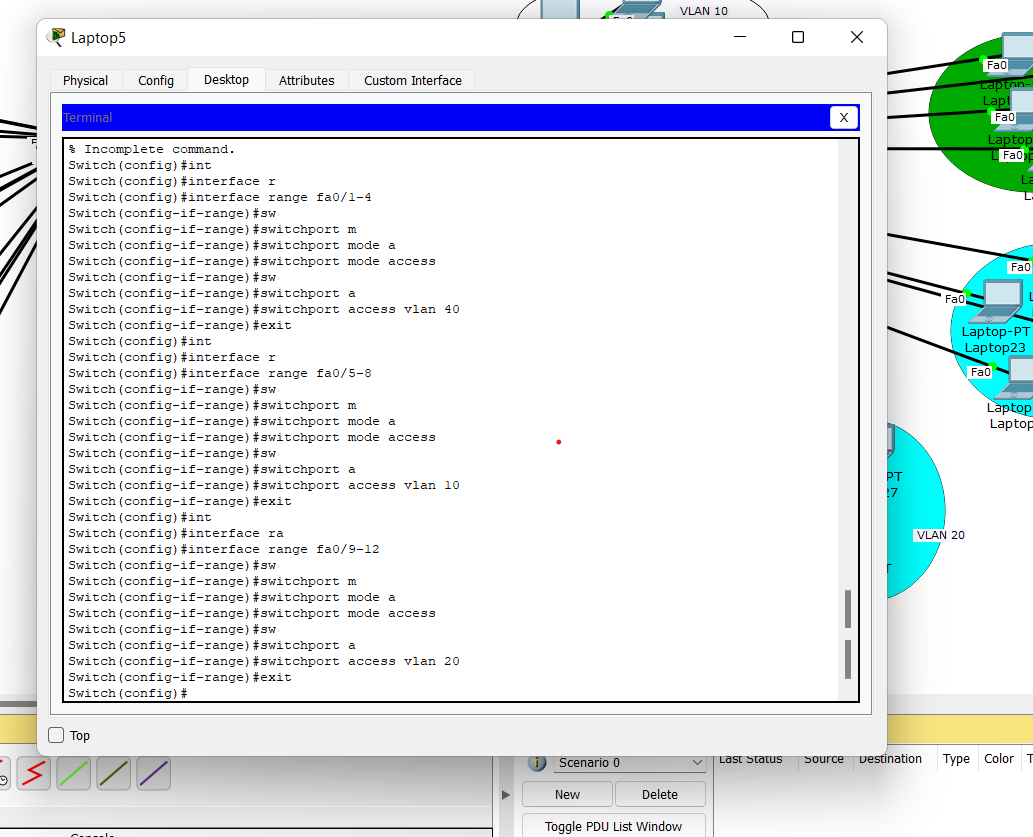 VLAN 10
Fa0
Laptop5
Physical
Config
Desktop
Attributes
Custom Interface
Terminal
X
% Incomplete command.
Switch(config)#int
Switch(config)#interface r
Switch(config)#interface range fa0/1-4
Switch(config-if-range)#sw
Switch(config-if-range)#switchport m
Switch(config-if-range)#switchport mode a
Switch(config-if-range)#switchport mode access
Switch(config-if-range)#sw
Switch(config-if-range)#switchport a
Switch(config-if-range)#switchport access vlan 40
Switch(config-if-range)#exit
Switch(config)#int
Switch(config)#interface r
Switch(config)#interface range fa0/5-8
Switch(config-if-range)#sw
Switch(config-if-range)#switchport m
Switch(config-if-range)#switchport mode a
Switch(config-if-range)#switchport mode access
Switch(config-if-range)#sw
Switch(config-if-range)#switchport a
Switch(config-if-range)#switchport access vlan 10
Switch(config-if-range)#exit
Switch(config)#int
Switch(config)#interface ra
Switch(config)#interface range fa0/9-12
Switch(config-if-range)#sw
Switch(config-if-range)#switchport m
Switch(config-if-range)#switchport mode a
Switch(config-if-range)#switchport mode access
Switch(config-if-range)#sw
Switch(config-if-range)#switchport a
Switch(config-if-range)#switchport access vlan 20
Switch(config-if-range)#exit
Switch(config)#
Top
Fa0
Laptop-
Lapt
Fa0
Laptop
Fa0
Fa0
Fa0
Laptop-PT
Laptop23
Fa0
Laptop
Laptop
PT
27
VLAN 20
Scenario 0
New
Delete
Toggle PDU List Window
Last Status
Source
Destination
Type
Color
Console